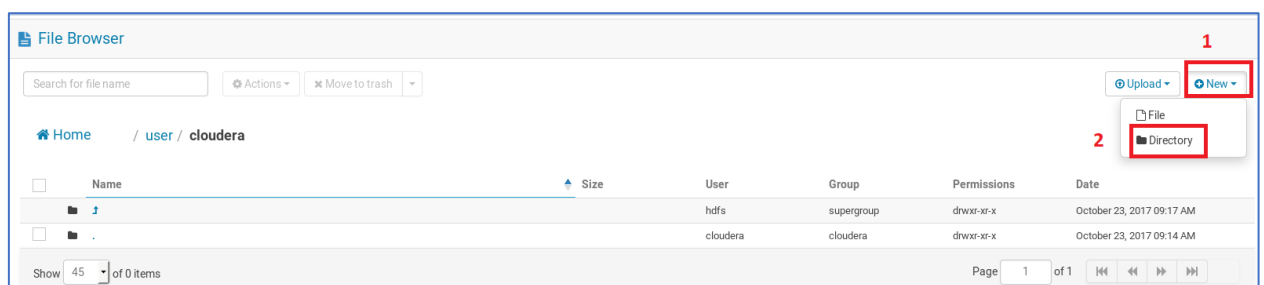 File Browser
1
Search for file name Actions Move to trash Upload New
File
Home / user / cloudera
2 Directory
Name Size User Group Permissions Date
hdfs supergroup drwxr-xr-x October 23, 2017 09:17 AM
. cloudera cloudera drwxr-xr-x October 23, 2017 09:14 AM
Show 45 of 0 items Page 1 of 1